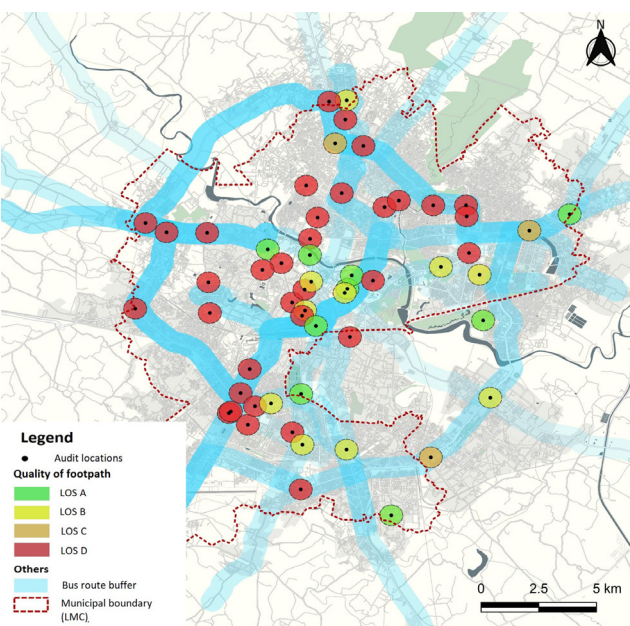 N
Legend
Audit locations
Quality of footpath
LOS A
LOS B
LOS C
LOS D
Others
Bus route buffer
Municipal boundary
(LMC)
0 2.5 5 km